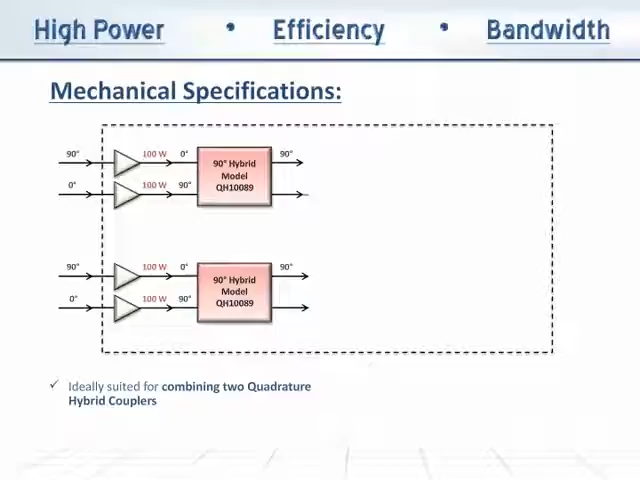 High Power • Efficiency • Bandwidth
Mechanical Specifications:
90° 100 W 0° 90° Hybrid Model QH10089 90°
0° 100 W 90°
90° 100 W 0° 90° Hybrid Model QH10089 90°
0° 100 W 90°
✓ Ideally suited for combining two Quadrature
Hybrid Couplers